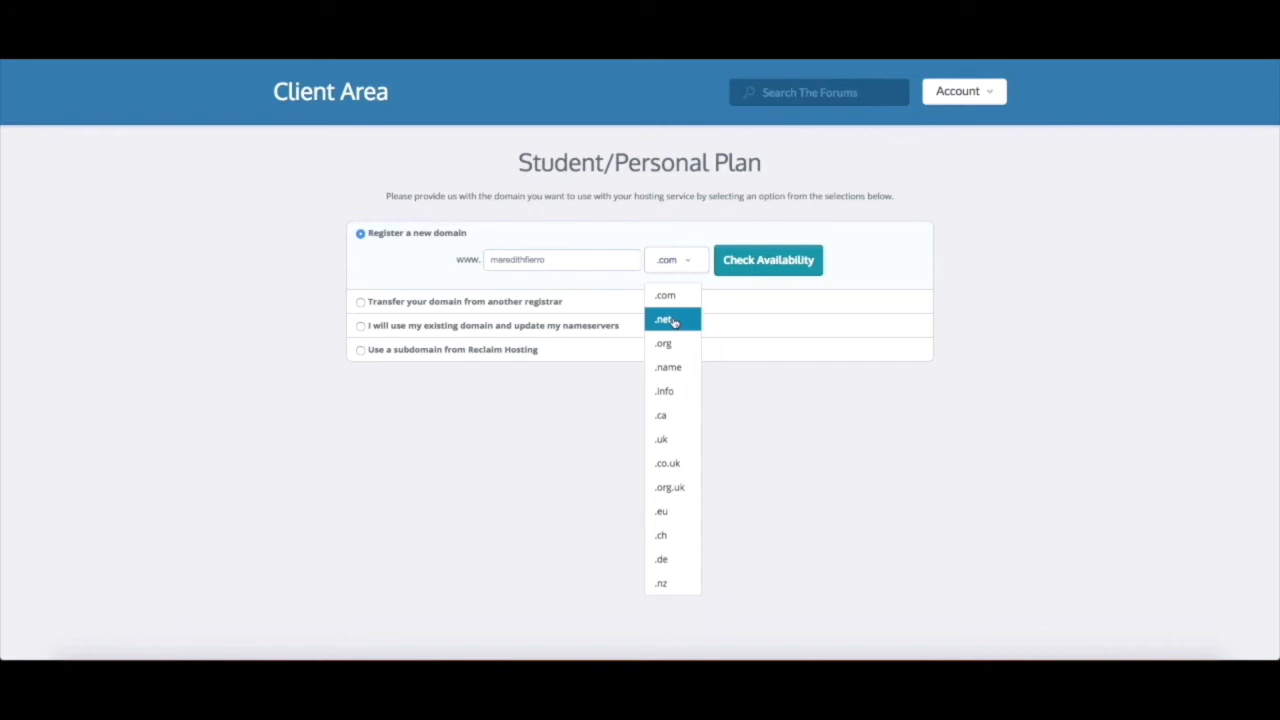 Client Area
Search The Forums
Account
Student/Personal Plan
Please provide us with the domain you want to use with your hosting service by selecting an option from the selections below.
Register a new domain
www. meredithfierro .com Check Availability
.com
Transfer your domain from another registrar
.net
I will use my existing domain and update my nameservers
.org
Use a subdomain from Reclaim Hosting
.name
.info
.ca
.uk
.co.uk
.org.uk
.eu
.ch
.de
.nz